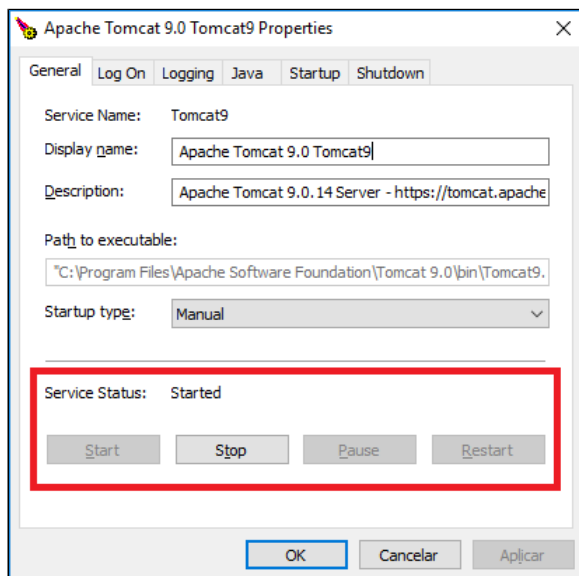 Apache Tomcat 9.0 Tomcat9 Properties
General Log On Logging Java Startup Shutdown
Service Name: Tomcat9
Display name: Apache Tomcat 9.0 Tomcat9
Description: Apache Tomcat 9.0.14 Server - https://tomcat.apache
Path to executable:
"C:\Program Files\Apache Software Foundation\Tomcat 9.0\bin\Tomcat9.
Startup type: Manual
Service Status: Started
Start Stop Pause Restart
OK Cancelar Aplicar